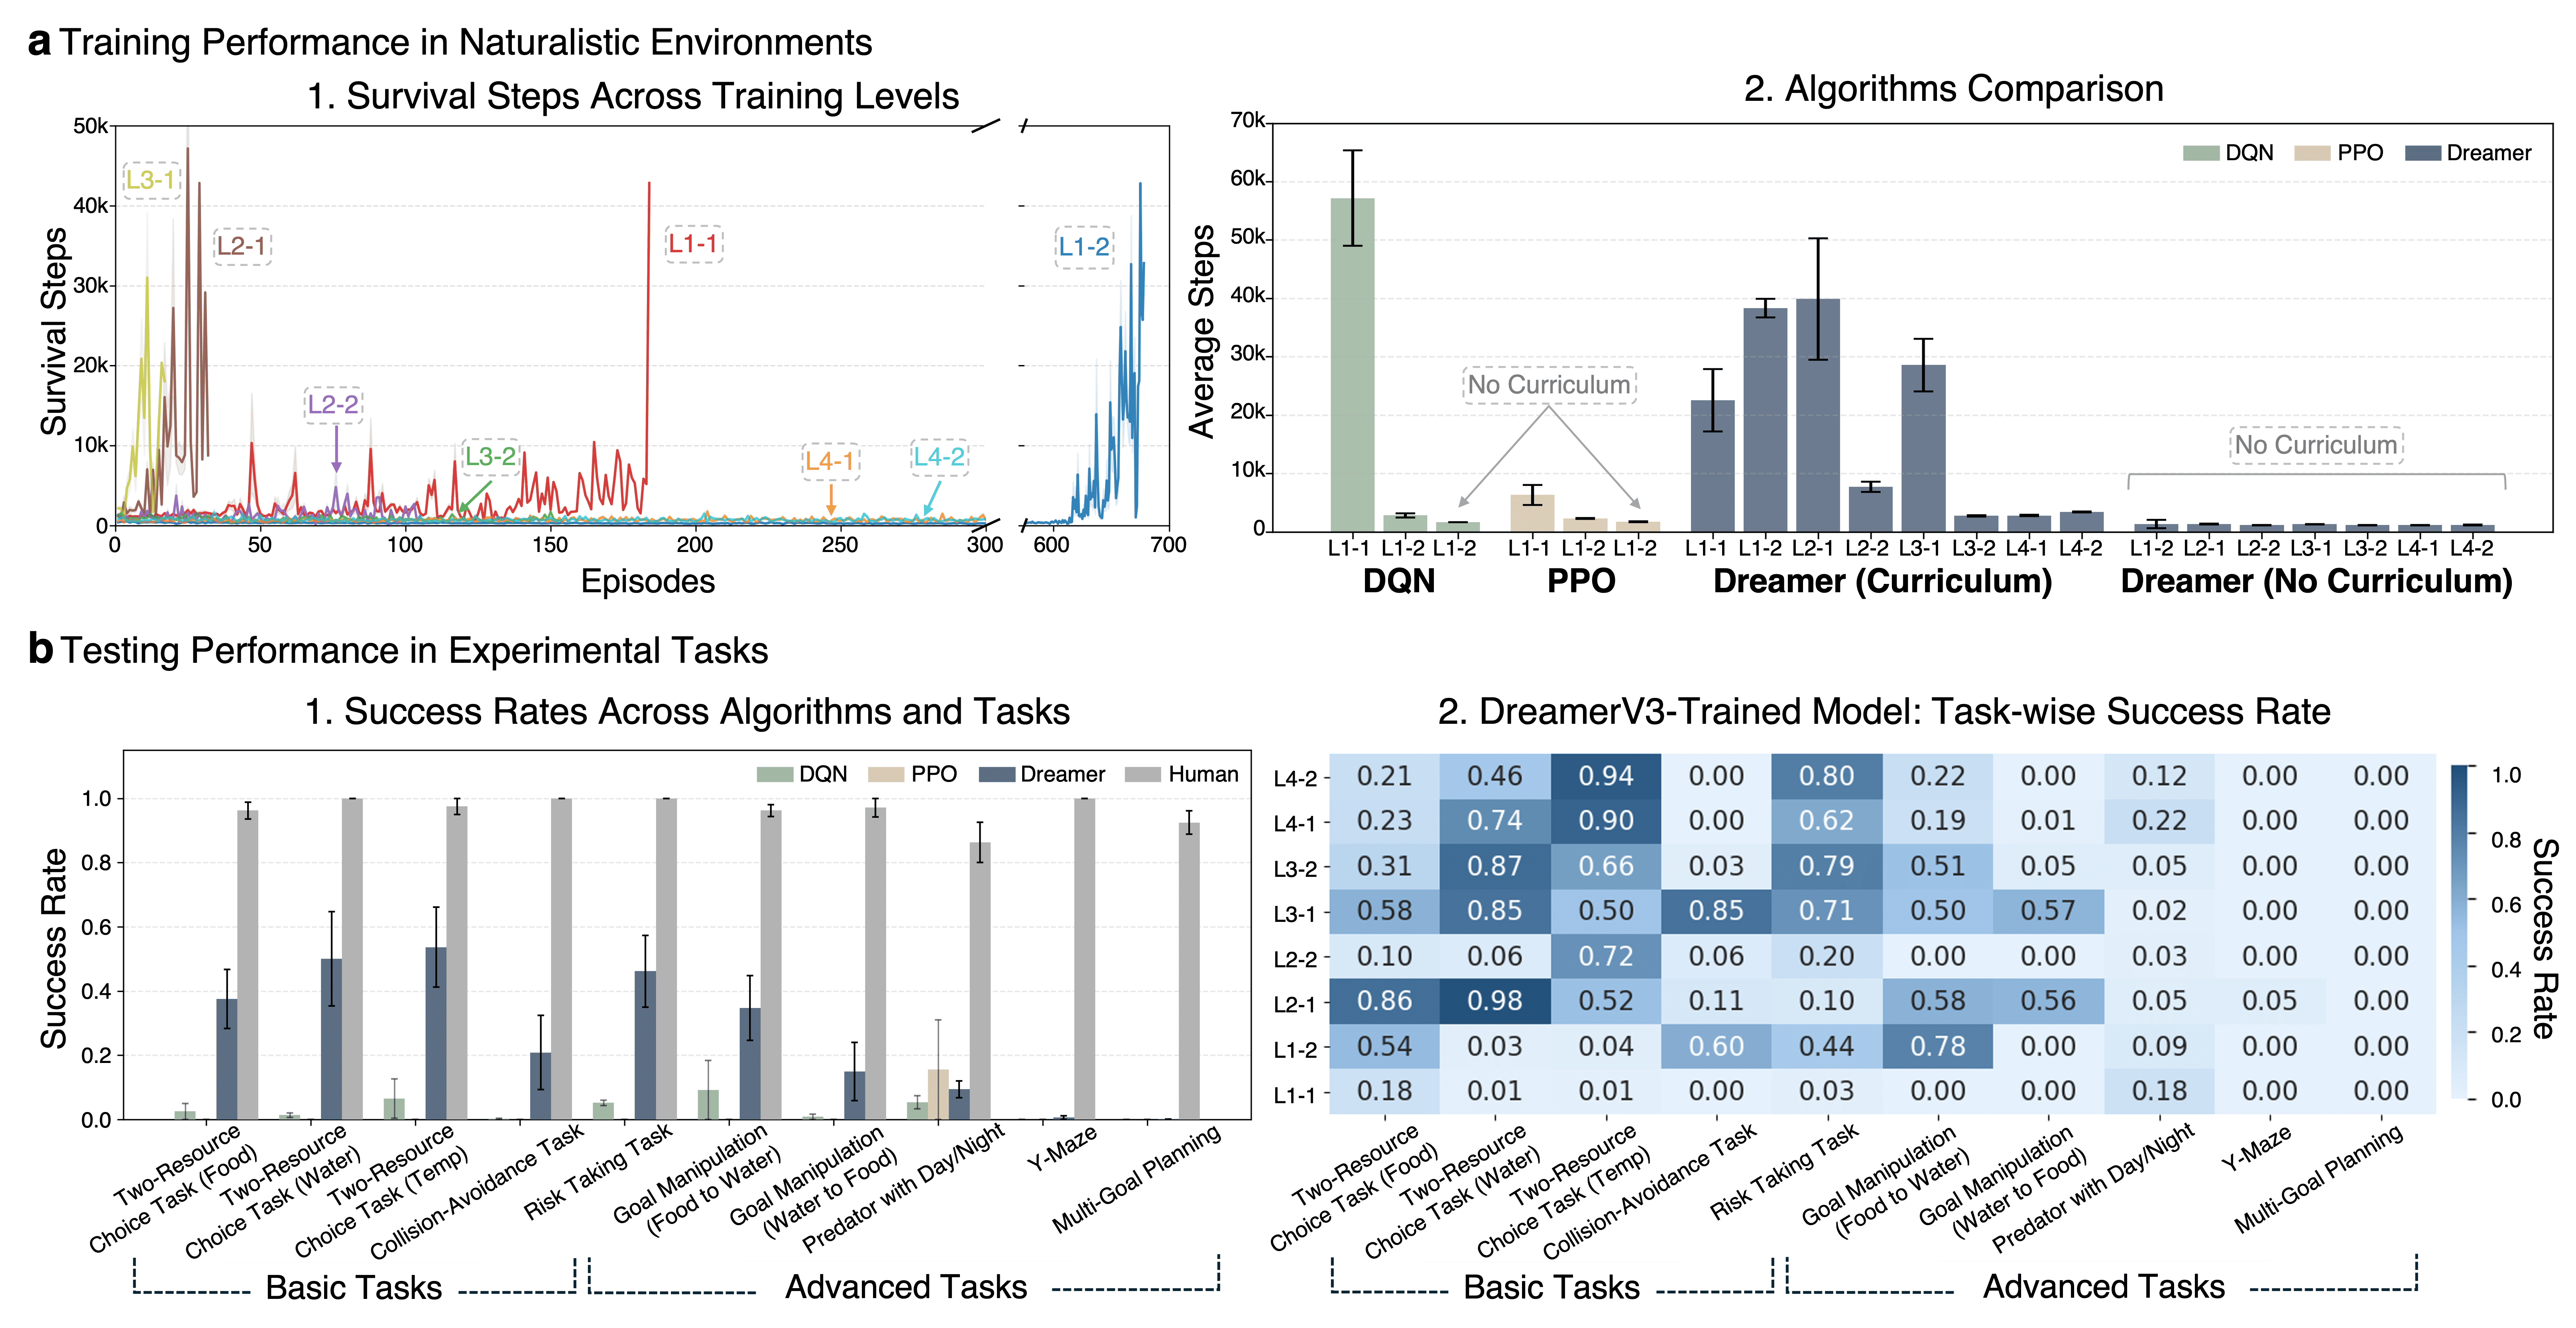 a Training Performance in Naturalistic Environments
1. Survival Steps Across Training Levels
Survival Steps
50k
40k
30k
20k
10k
0
L3-1
L2-1
L2-2
L1-1
L3-2
L4-1
L4-2
L1-2
0 50 100 150 200 250 300 600 700
Episodes
2. Algorithms Comparison
Average Steps
70k
60k
50k
40k
30k
20k
10k
0
DQN PPO Dreamer
No Curriculum
No Curriculum
L1-1 L1-2 L1-2 L1-1 L1-2 L1-2 L1-1 L1-2 L2-1 L2-2 L3-1 L3-2 L4-1 L4-2 L1-2 L2-1 L2-2 L3-1 L3-2 L4-1 L4-2
DQN PPO Dreamer (Curriculum) Dreamer (No Curriculum)
b Testing Performance in Experimental Tasks
1. Success Rates Across Algorithms and Tasks
Success Rate
1.0
0.8
0.6
0.4
0.2
0.0
DQN PPO Dreamer Human
Two-Resource
Choice Task (Food)
Two-Resource
Choice Task (Water)
Two-Resource
Choice Task (Temp)
Collision-Avoidance Task
Risk Taking Task
Goal Manipulation
(Food to Water)
Goal Manipulation
(Water to Food)
Predator with Day/Night
Y-Maze
Multi-Goal Planning
Basic Tasks
Advanced Tasks
2. DreamerV3-Trained Model: Task-wise Success Rate
L4-2 0.21 0.46 0.94 0.00 0.80 0.22 0.00 0.12 0.00 0.00
L4-1 0.23 0.74 0.90 0.00 0.62 0.19 0.01 0.22 0.00 0.00
L3-2 0.31 0.87 0.66 0.03 0.79 0.51 0.05 0.05 0.00 0.00
L3-1 0.58 0.85 0.50 0.85 0.71 0.50 0.57 0.02 0.00 0.00
L2-2 0.10 0.06 0.72 0.06 0.20 0.00 0.00 0.03 0.00 0.00
L2-1 0.86 0.98 0.52 0.11 0.10 0.58 0.56 0.05 0.05 0.00
L1-2 0.54 0.03 0.04 0.60 0.44 0.78 0.00 0.09 0.00 0.00
L1-1 0.18 0.01 0.01 0.00 0.03 0.00 0.00 0.18 0.00 0.00
1.0
0.8
0.6
0.4
0.2
0.0
Success Rate
Two-Resource
Choice Task (Food)
Two-Resource
Choice Task (Water)
Two-Resource
Choice Task (Temp)
Collision-Avoidance Task
Risk Taking Task
Goal Manipulation
(Food to Water)
Goal Manipulation
(Water to Food)
Predator with Day/Night
Y-Maze
Multi-Goal Planning
Basic Tasks
Advanced Tasks